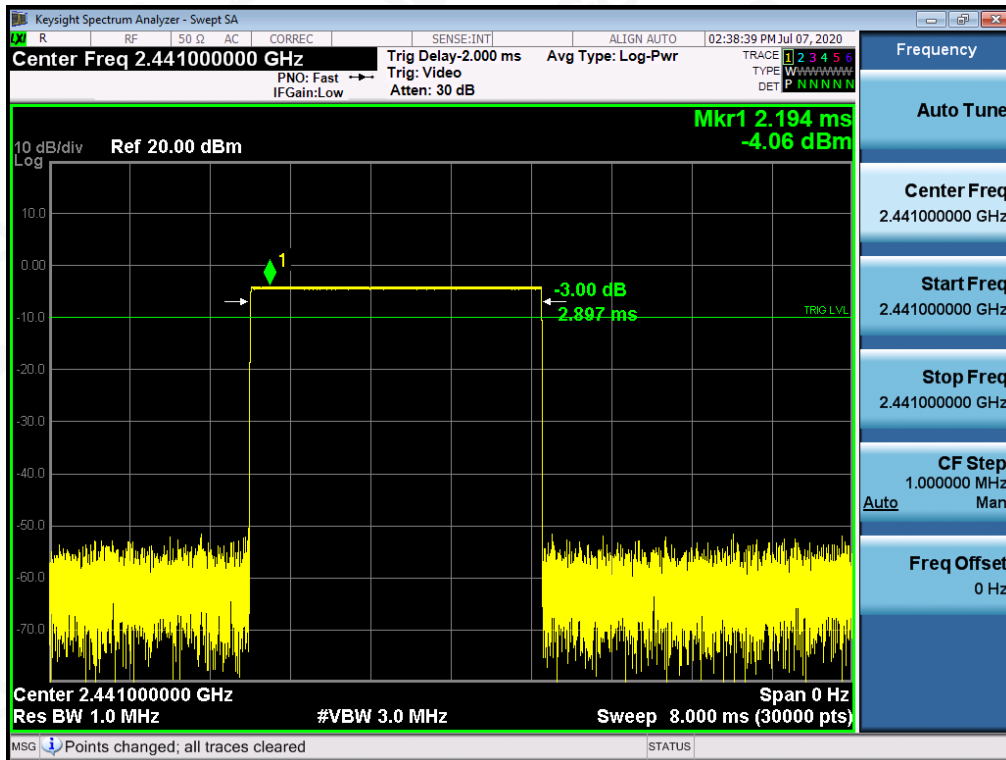 Keysight Spectrum Analyzer - Swept SA
LXI R RF 50 Ω AC CORREC SENSE:INT ALIGN AUTO 02:38:39 PM Jul 07, 2020
Center Freq 2.441000000 GHz
PNO: Fast
IFGain:Low
Trig Delay-2.000 ms
Trig: Video
Atten: 30 dB
Avg Type: Log-Pwr
TRACE 1 2 3 4 5 6
TYPE WWWWWW
DET P N N N N N
Mkr1 2.194 ms
-4.06 dBm
10 dB/div Ref 20.00 dBm
Log
10.0
0.00
-10.0
-20.0
-30.0
-40.0
-50.0
-60.0
-70.0
1
-3.00 dB
2.897 ms
TRIG LVL
Center 2.441000000 GHz Span 0 Hz
Res BW 1.0 MHz #VBW 3.0 MHz Sweep 8.000 ms (30000 pts)
MSG Points changed; all traces cleared STATUS
Frequency
Auto Tune
Center Freq
2.441000000 GHz
Start Freq
2.441000000 GHz
Stop Freq
2.441000000 GHz
CF Step
1.000000 MHz
Auto Man
Freq Offset
0 Hz